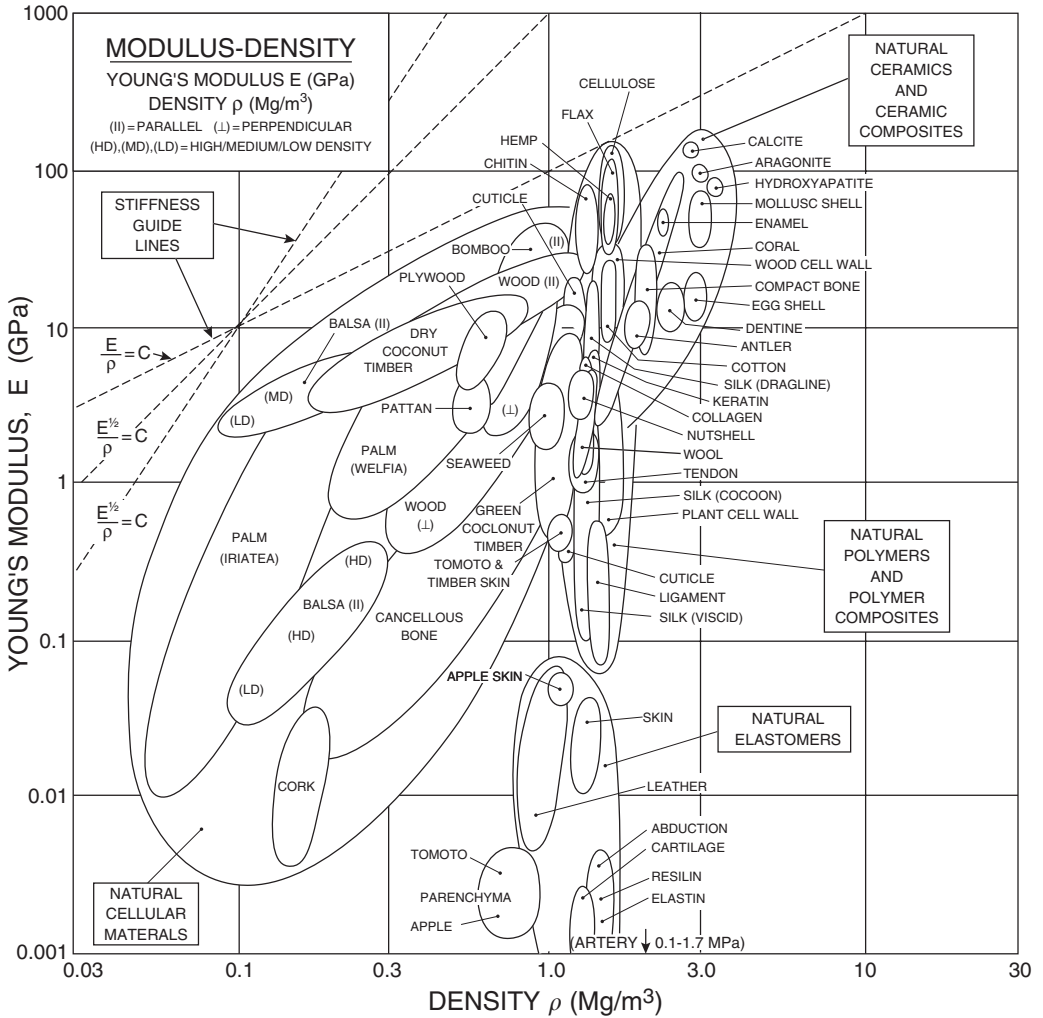 1000
100
10
1
0.1
0.01
0.001
YOUNG'S MODULUS, E (GPa)
0.03
0.1
0.3
1.0
3.0
10
30
DENSITY ρ (Mg/m³)
MODULUS-DENSITY
YOUNG'S MODULUS E (GPa)
DENSITY ρ (Mg/m³)
(II)=PARALLEL (⊥)=PERPENDICULAR
(HD),(MD),(LD)=HIGH/MEDIUM/LOW DENSITY
STIFFNESS
GUIDE
LINES
E/ρ=C
E^½/ρ=C
E^½/ρ=C
NATURAL
CERAMICS
AND
CERAMIC
COMPOSITES
CELLULOSE
FLAX
HEMP
CHITIN
CUTICLE
BOMBOO
(II)
PLYWOOD
WOOD (II)
BALSA (II)
DRY
COCONUT
TIMBER
(MD)
(LD)
PATTAN
(⊥)
PALM
(WELFIA)
SEAWEED
WOOD
(⊥)
GREEN
COCLONUT
TIMBER
TOMOTO &
TIMBER SKIN
PALM
(IRIATEA)
(HD)
BALSA (II)
(HD)
(LD)
CANCELLOUS
BONE
CORK
CALCITE
ARAGONITE
HYDROXYAPATITE
MOLLUSC SHELL
ENAMEL
CORAL
WOOD CELL WALL
COMPACT BONE
EGG SHELL
DENTINE
ANTLER
COTTON
SILK (DRAGLINE)
KERATIN
COLLAGEN
NUTSHELL
WOOL
TENDON
SILK (COCOON)
PLANT CELL WALL
CUTICLE
LIGAMENT
SILK (VISCID)
NATURAL
POLYMERS
AND
POLYMER
COMPOSITES
APPLE SKIN
SKIN
NATURAL
ELASTOMERS
LEATHER
ABDUCTION
CARTILAGE
RESILIN
ELASTIN
TOMOTO
PARENCHYMA
APPLE
(ARTERY 0.1-1.7 MPa)
NATURAL
CELLULAR
MATERALS